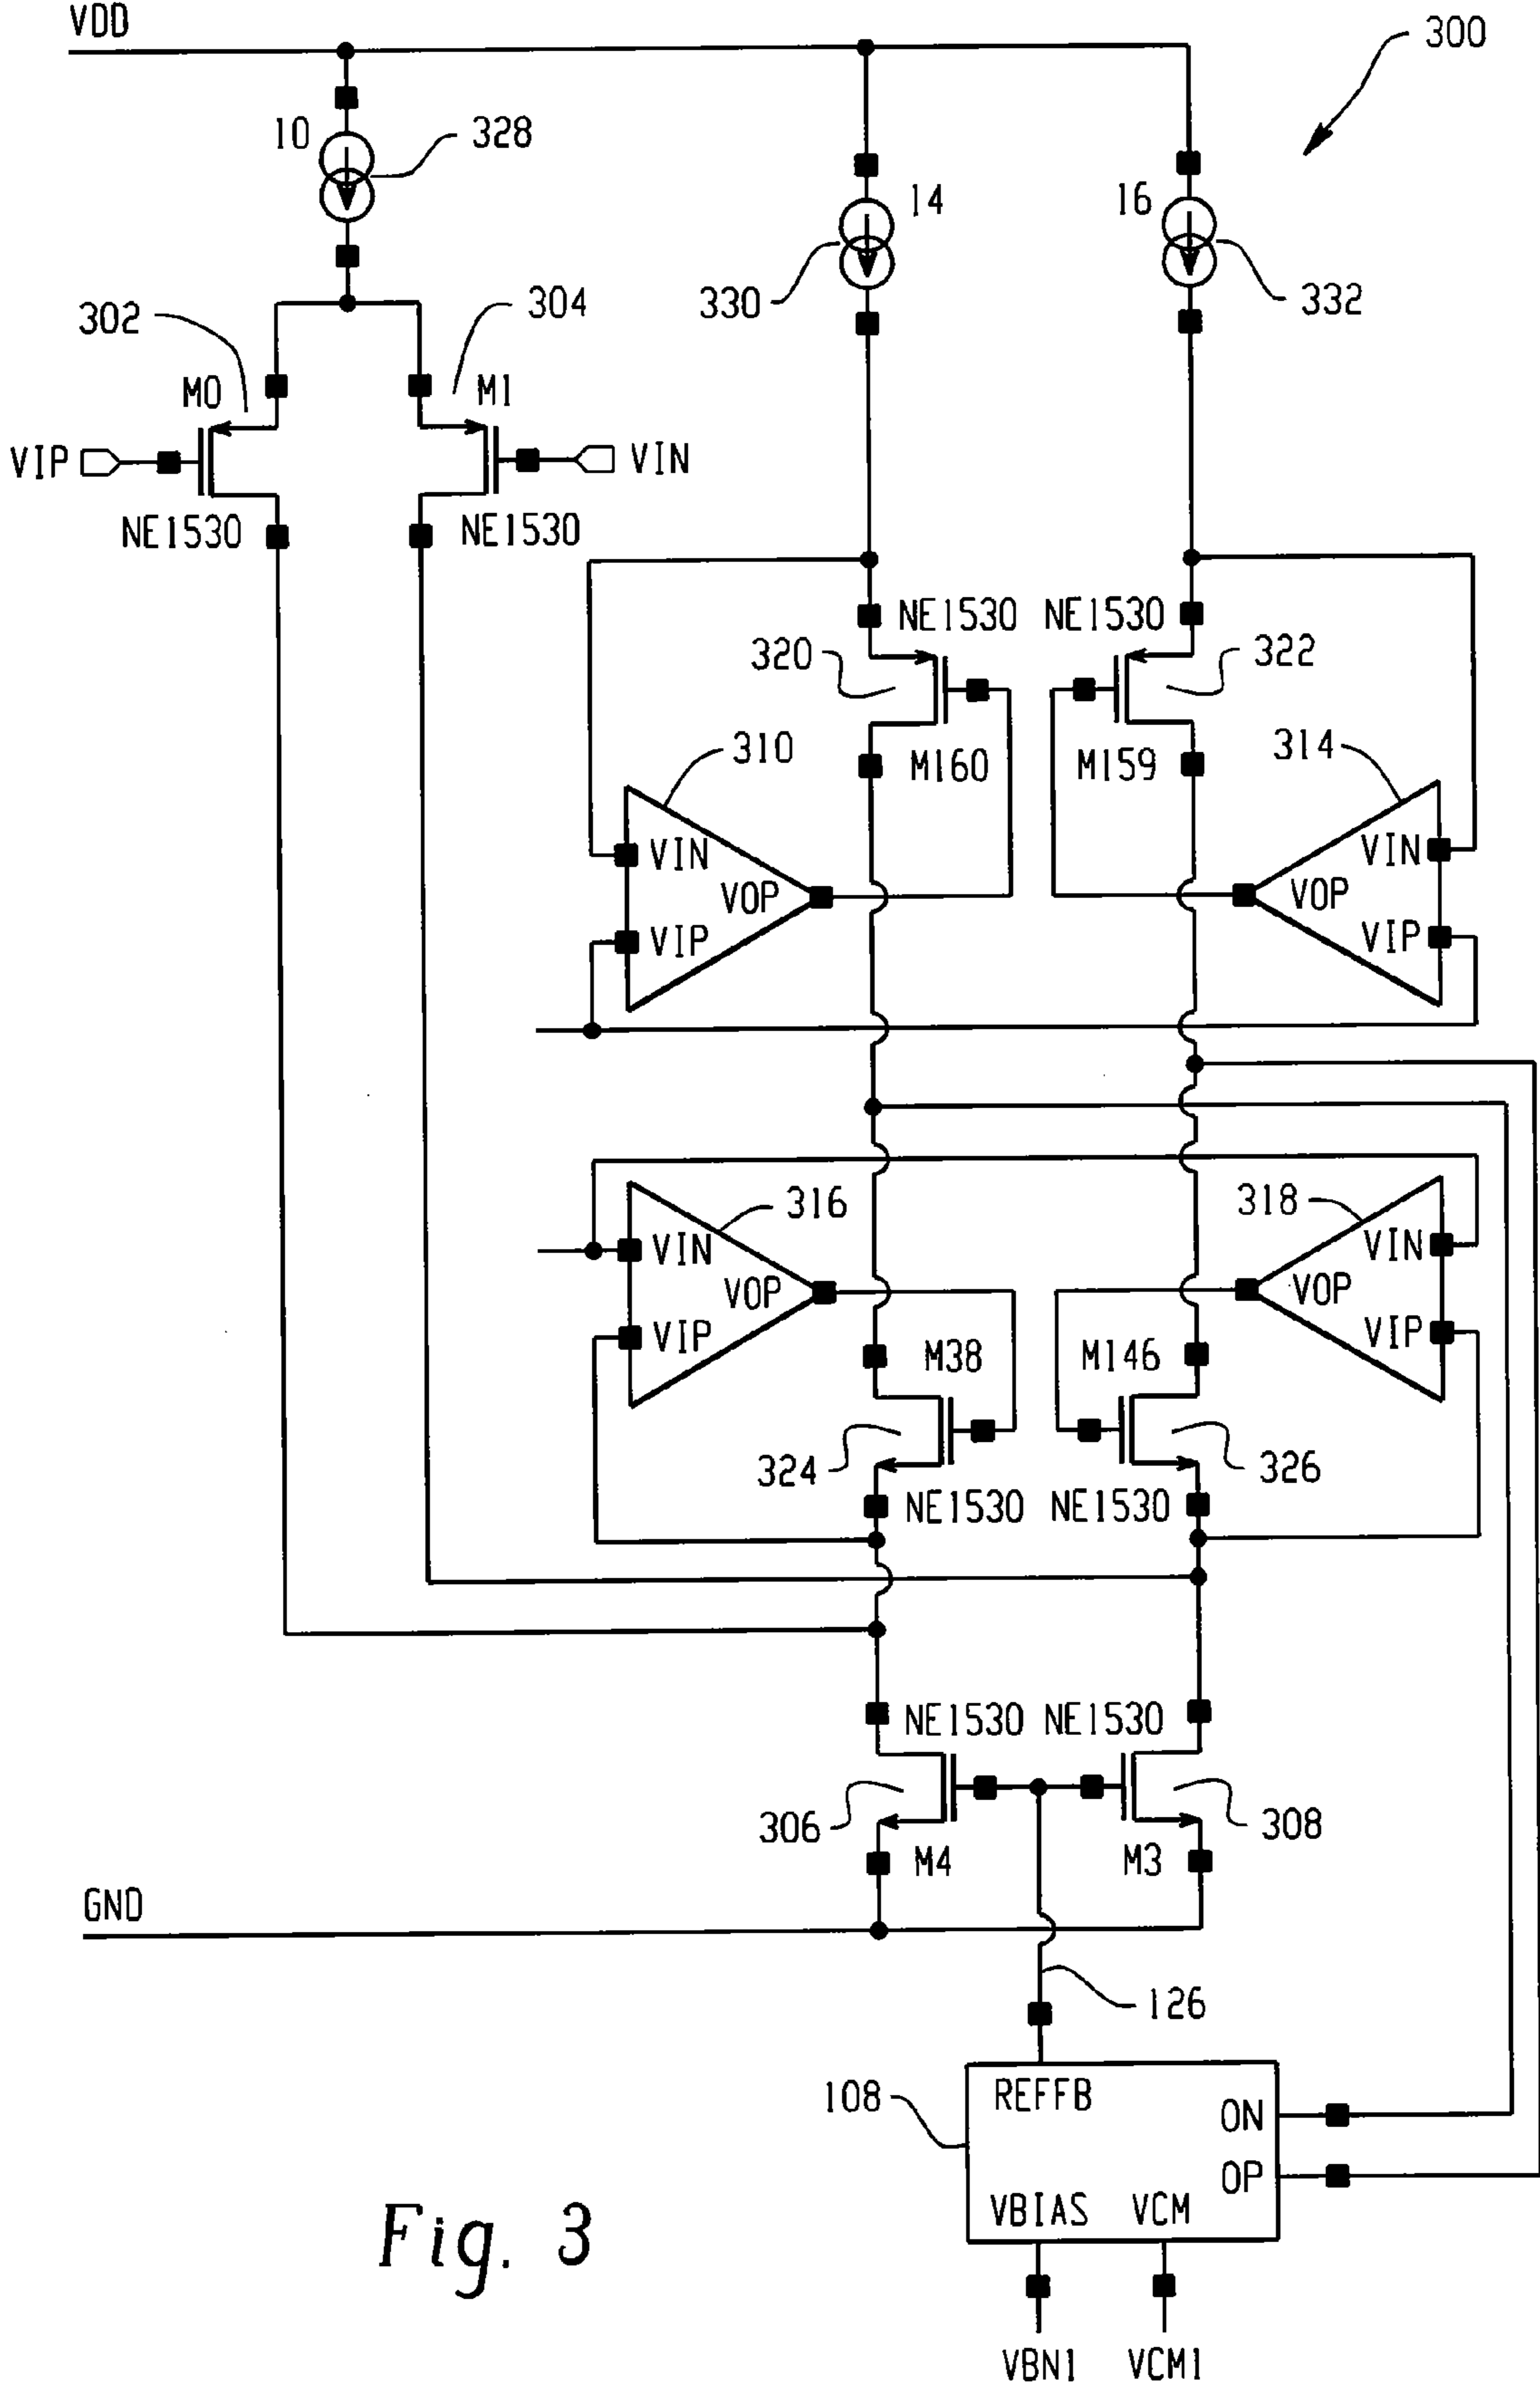 VDD
300
10
328
14
16
330
332
302
304
M0
M1
VIP
VIN
NE1530
NE1530
NE1530
NE1530
320
322
310
M160
M159
314
VIN
VOP
VIP
VIN
VOP
VIP
316
318
VIN
VOP
VIP
VIN
VOP
VIP
M38
M146
324
326
NE1530
NE1530
NE1530
NE1530
306
308
M4
M3
GND
126
108
REFFB
ON
OP
VBIAS
VCM
VBN1
VCM1
Fig. 3